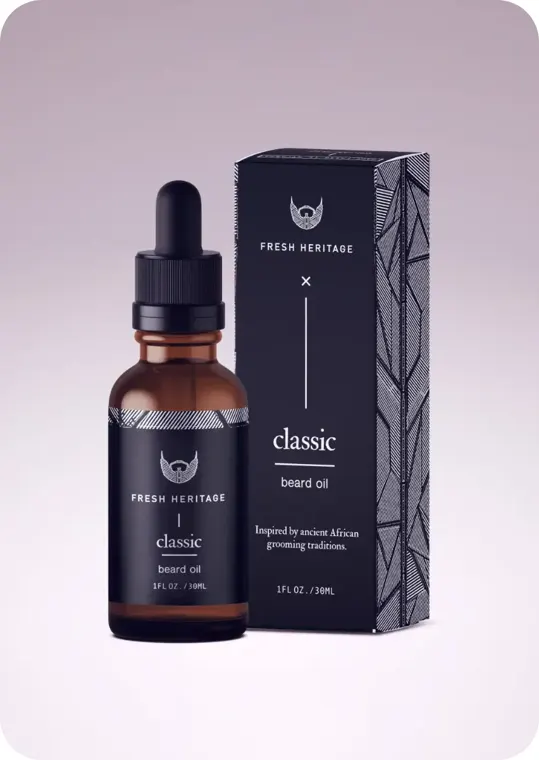 FRESH HERITAGE
×
classic
beard oil
Inspired by ancient African
grooming traditions.
1FL OZ./30ML
FRESH HERITAGE
classic
beard oil
1FL OZ./30ML